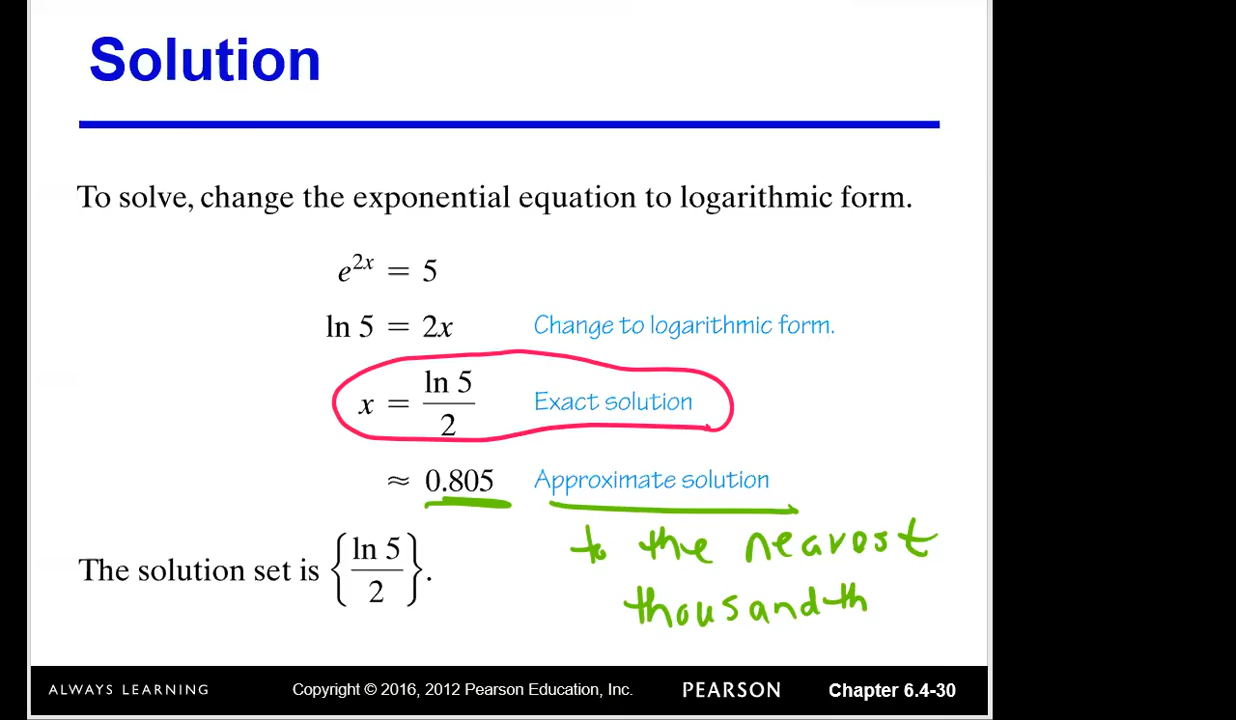 Solution
To solve, change the exponential equation to logarithmic form.
e^{2x} = 5
ln 5 = 2x Change to logarithmic form.
x = \frac{ln 5}{2} Exact solution
≈ 0.805 Approximate solution
to the nearest
thousandth
The solution set is {\frac{ln 5}{2}}.
ALWAYS LEARNING Copyright © 2016, 2012 Pearson Education, Inc. PEARSON Chapter 6.4-30